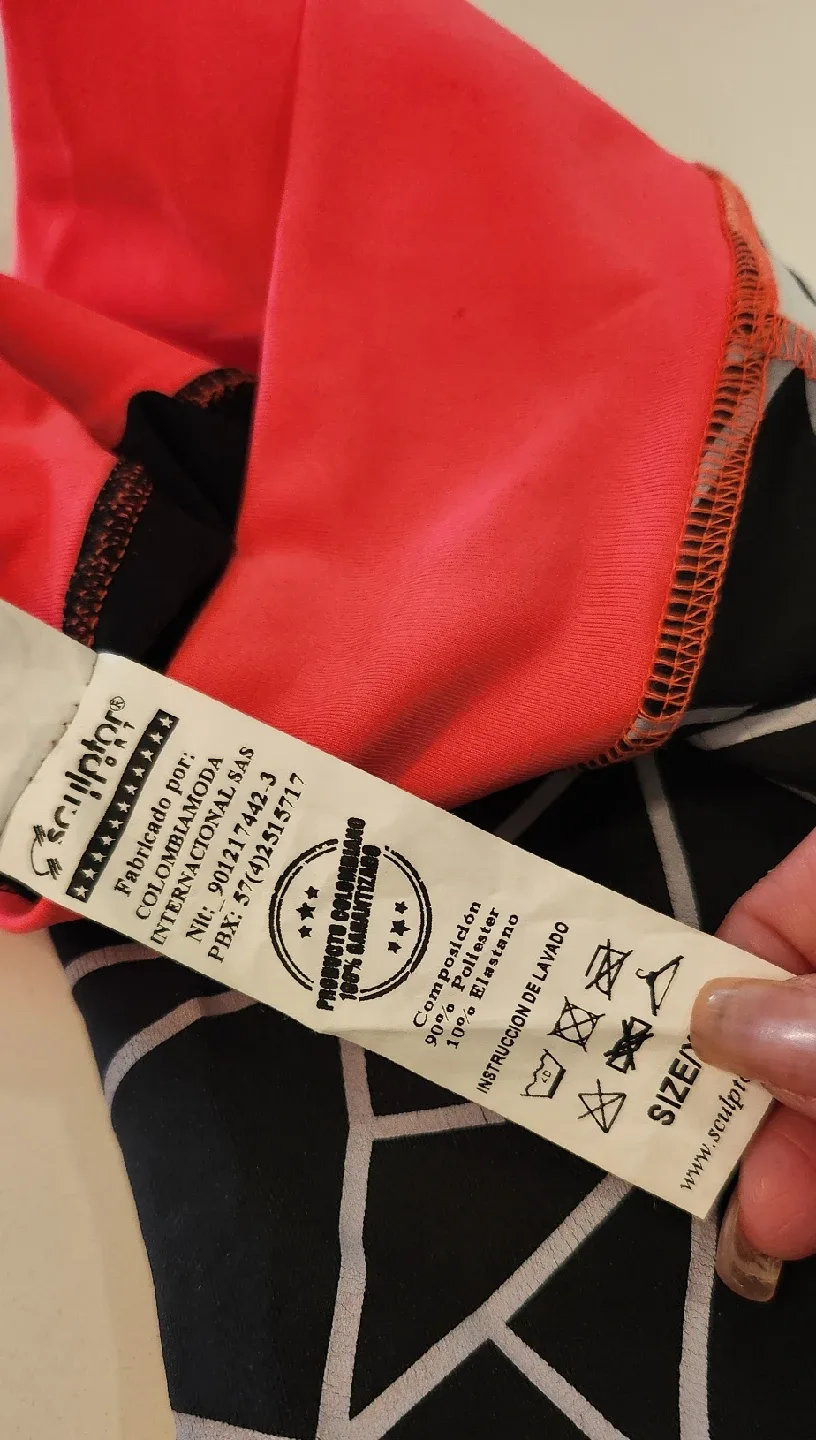 sculptor®
SPORT
Fabricado por:
COLOMBIAMODA
INTERNACIONAL SAS
Nit: 901217442-3
PBX: 57(4)2515717
PRODUCTO COLOMBIANO
100% GARANTIZADO
Composición
90% Poliester
10% Elastano
INSTRUCCION DE LAVADO
SIZE/
www.sculpto